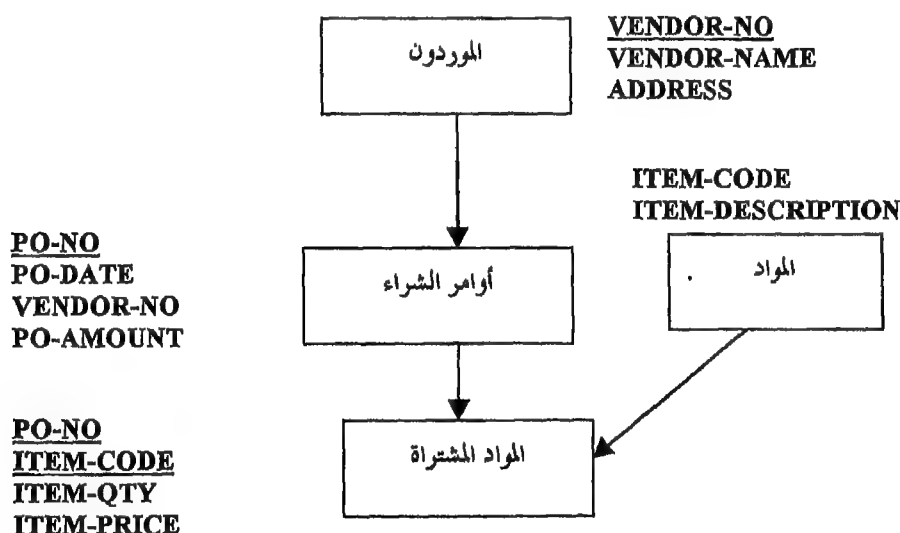 الموردون
VENDOR-NO
VENDOR-NAME
ADDRESS
ITEM-CODE
ITEM-DESCRIPTION
المواد
PO-NO
PO-DATE
VENDOR-NO
PO-AMOUNT
أوامر الشراء
PO-NO
ITEM-CODE
ITEM-QTY
ITEM-PRICE
المواد المشتراة